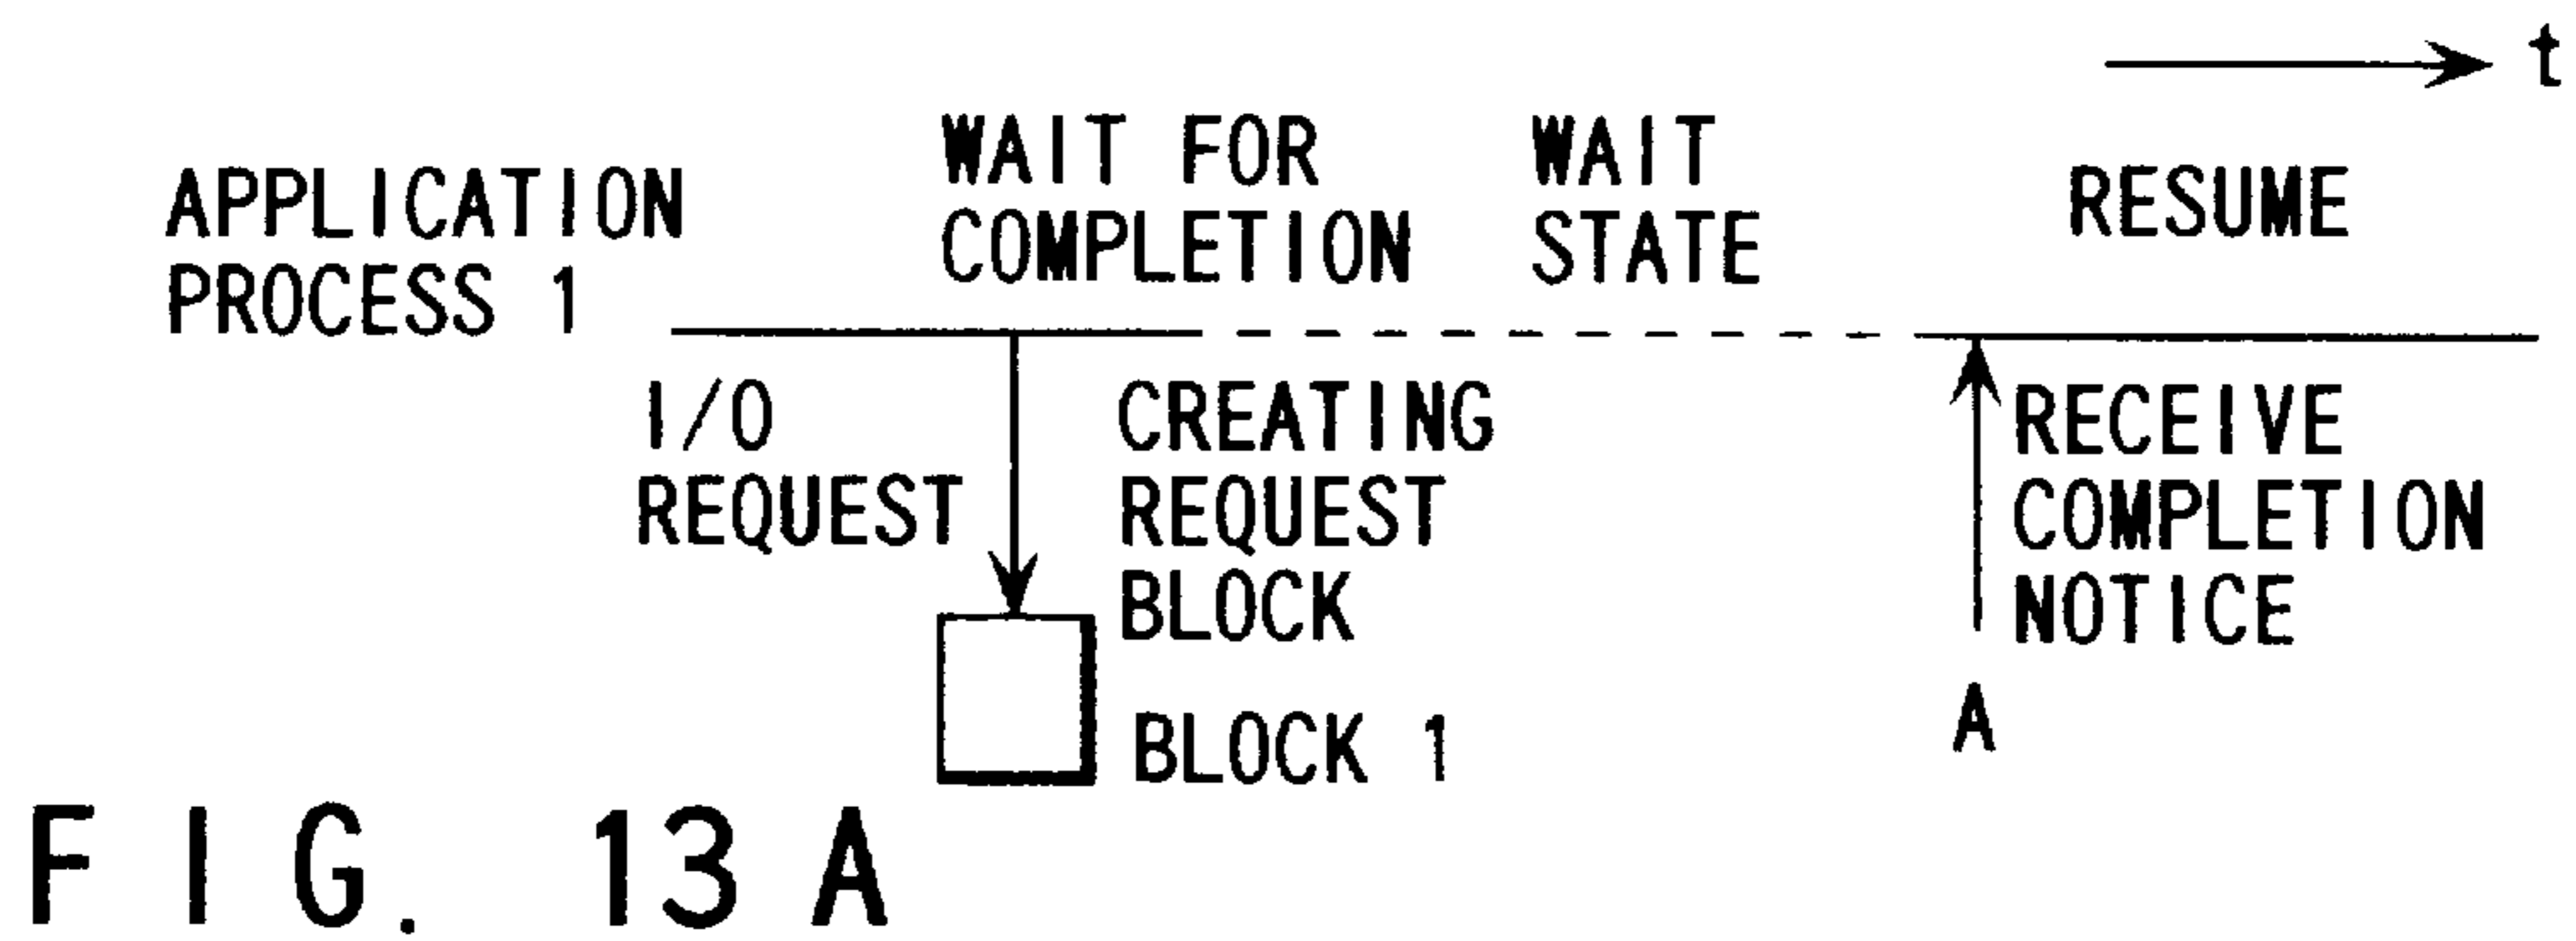 t
APPLICATION
PROCESS 1
WAIT FOR
COMPLETION
WAIT
STATE
RESUME
I/O
REQUEST
CREATING
REQUEST
BLOCK
BLOCK 1
RECEIVE
COMPLETION
NOTICE
A
FIG. 13A